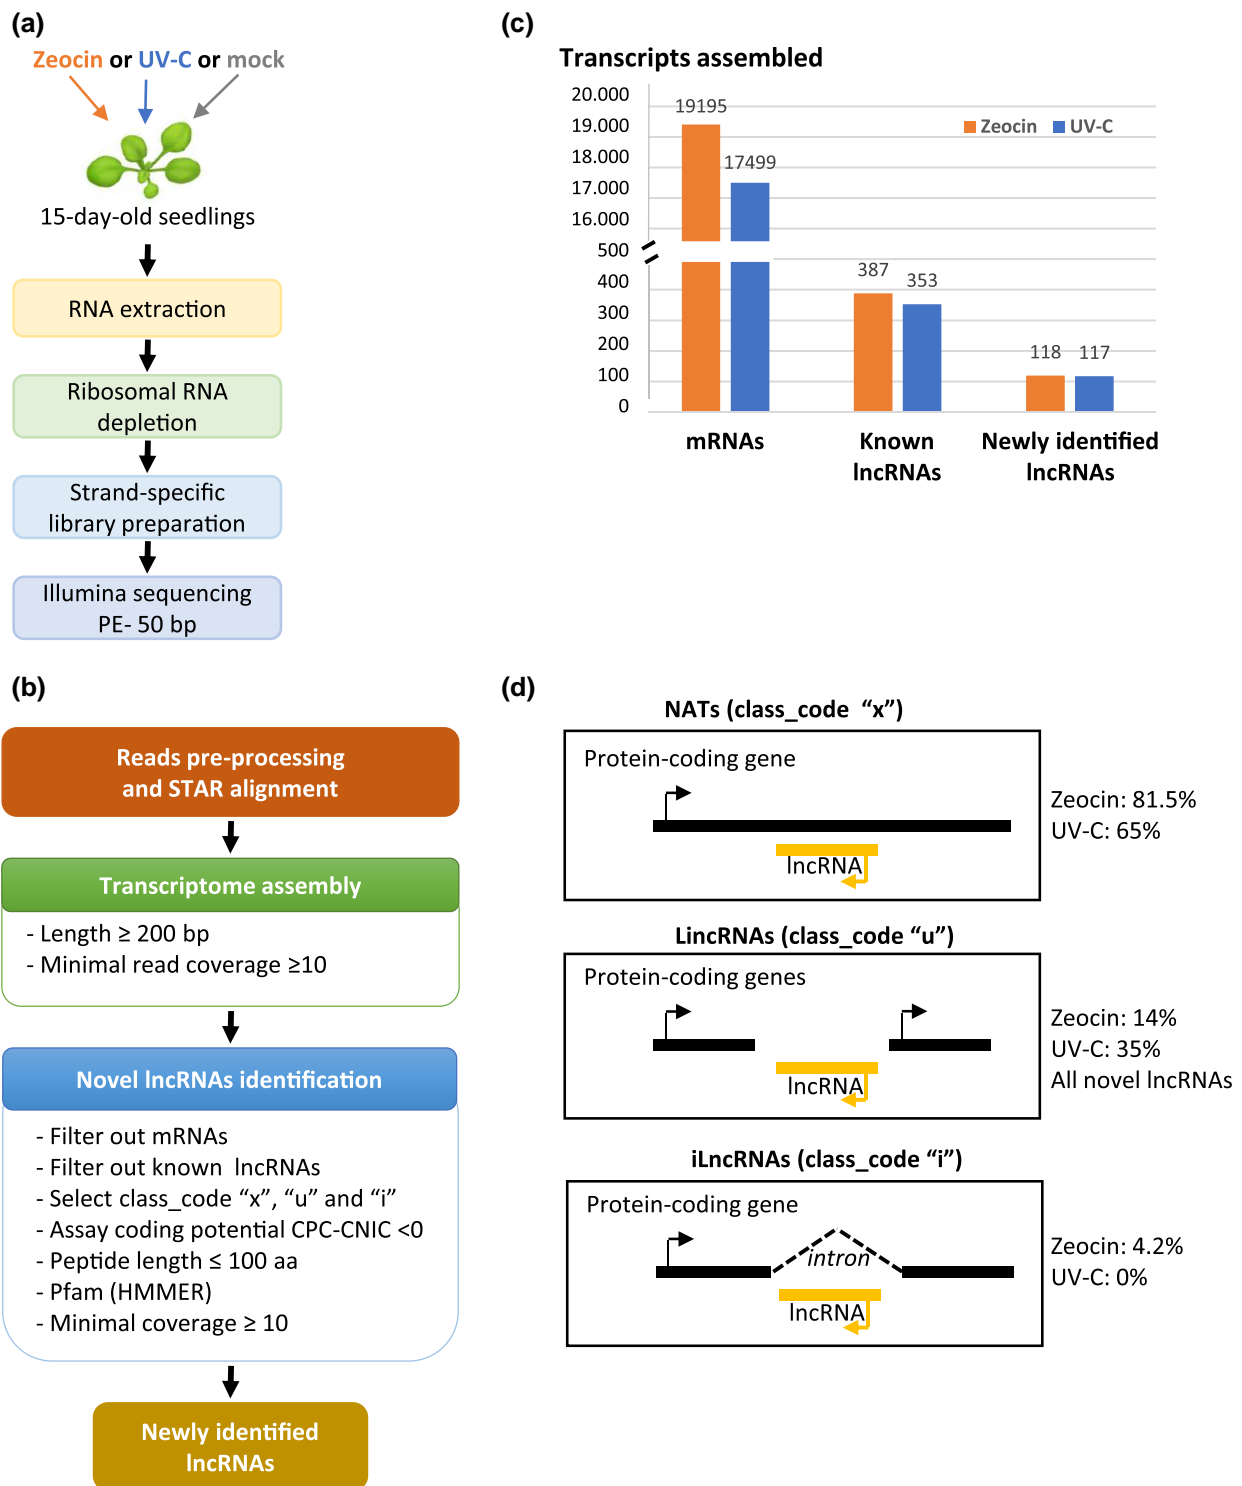 (a)
Zeocin or UV-C or mock
15-day-old seedlings
RNA extraction
Ribosomal RNA
depletion
Strand-specific
library preparation
Illumina sequencing
PE- 50 bp
(b)
Reads pre-processing
and STAR alignment
Transcriptome assembly
- Length ≥ 200 bp
- Minimal read coverage ≥10
Novel lncRNAs identification
- Filter out mRNAs
- Filter out known lncRNAs
- Select class_code “x”, “u” and “i”
- Assay coding potential CPC-CNIC <0
- Peptide length ≤ 100 aa
- Pfam (HMMER)
- Minimal coverage ≥ 10
Newly identified
lncRNAs
(c)
Transcripts assembled
20.000
19.000
18.000
17.000
16.000
500
400
300
200
100
0
Zeocin UV-C
19195
17499
387
353
118
117
mRNAs
Known
lncRNAs
Newly identified
lncRNAs
(d)
NATs (class_code “x”)
Protein-coding gene
lncRNA
Zeocin: 81.5%
UV-C: 65%
LincRNAs (class_code “u”)
Protein-coding genes
lncRNA
Zeocin: 14%
UV-C: 35%
All novel lncRNAs
iLncRNAs (class_code “i”)
Protein-coding gene
intron
lncRNA
Zeocin: 4.2%
UV-C: 0%